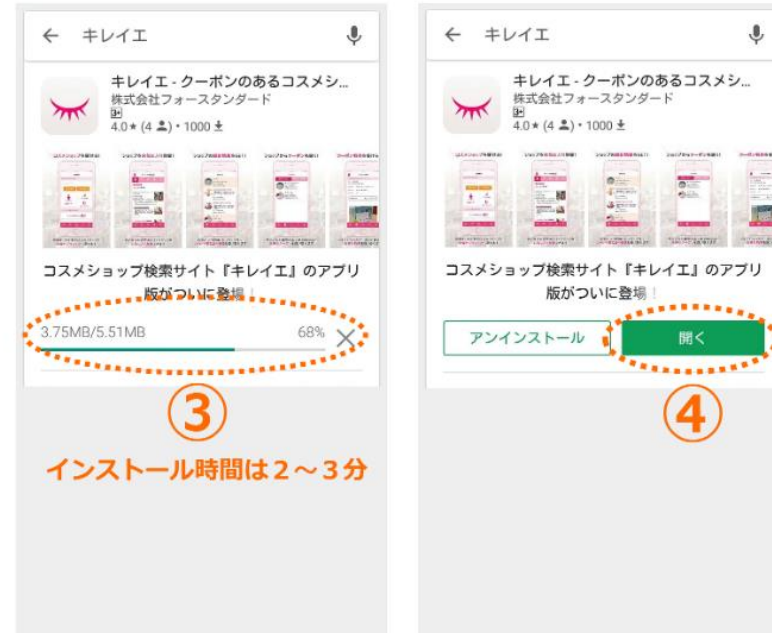 キレイエ
キレイエ - クーポンのあるコスメシ...
株式会社フォースタンダード
3+
4.0★ (4 ) • 1000
コスメショップ検索サイト『キレイエ』のアプリ
版がついに登場！
3.75MB/5.51MB 68%
③
インストール時間は２～３分
キレイエ
キレイエ - クーポンのあるコスメシ...
株式会社フォースタンダード
3+
4.0★ (4 ) • 1000
コスメショップ検索サイト『キレイエ』のアプリ
版がついに登場！
アンインストール 開く
④